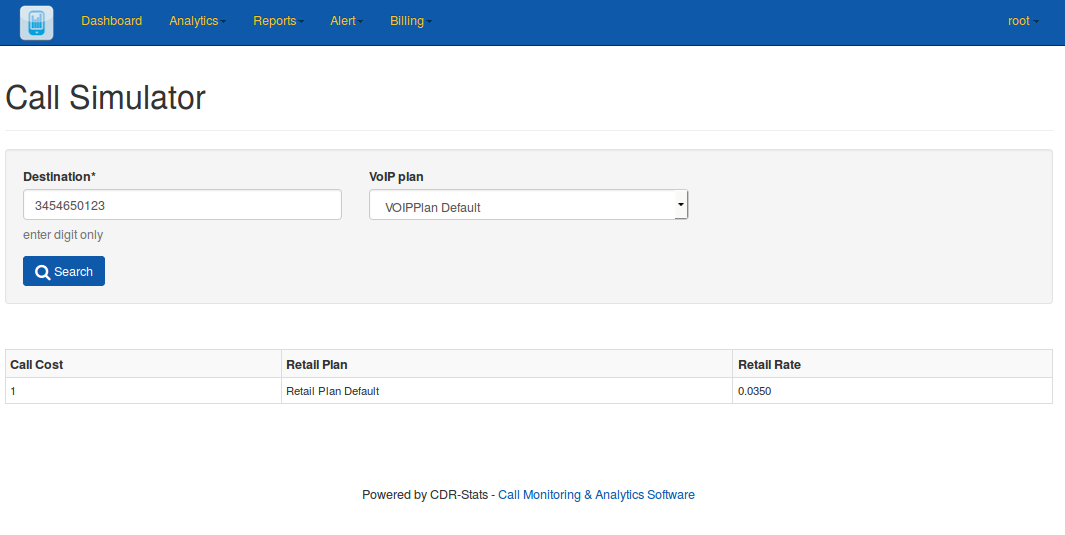 Dashboard Analytics Reports Alert Billing root
Call Simulator
Destination* VoIP plan
3454650123 VOIPPlan Default
enter digit only
Search
Call Cost Retail Plan Retail Rate
1 Retail Plan Default 0.0350
Powered by CDR-Stats - Call Monitoring & Analytics Software